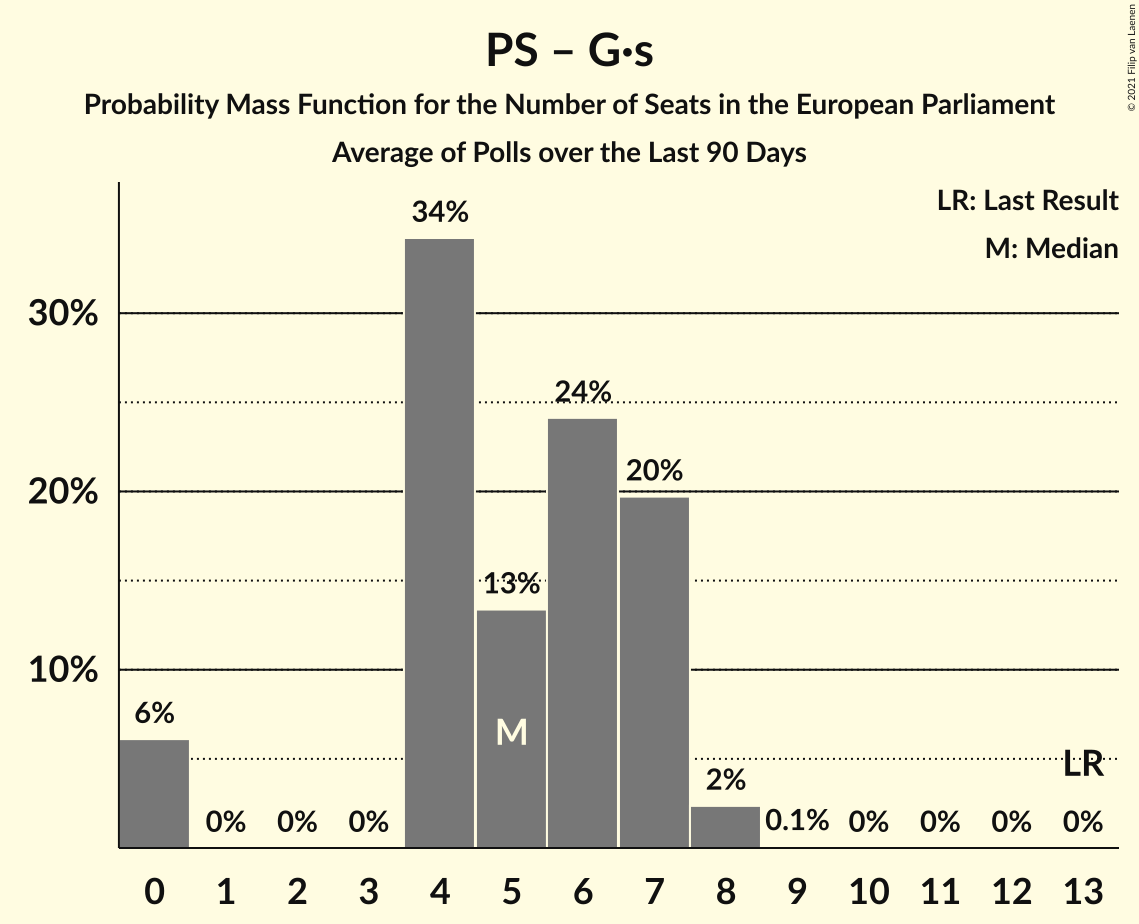 PS – G·s
Probability Mass Function for the Number of Seats in the European Parliament
Average of Polls over the Last 90 Days
© 2021 Filip van Laenen
LR: Last Result
M: Median
34%
30%
24%
20%
20%
13%
10%
6%
M
LR
2%
0% 0% 0% 0.1% 0% 0% 0% 0%
0 1 2 3 4 5 6 7 8 9 10 11 12 13